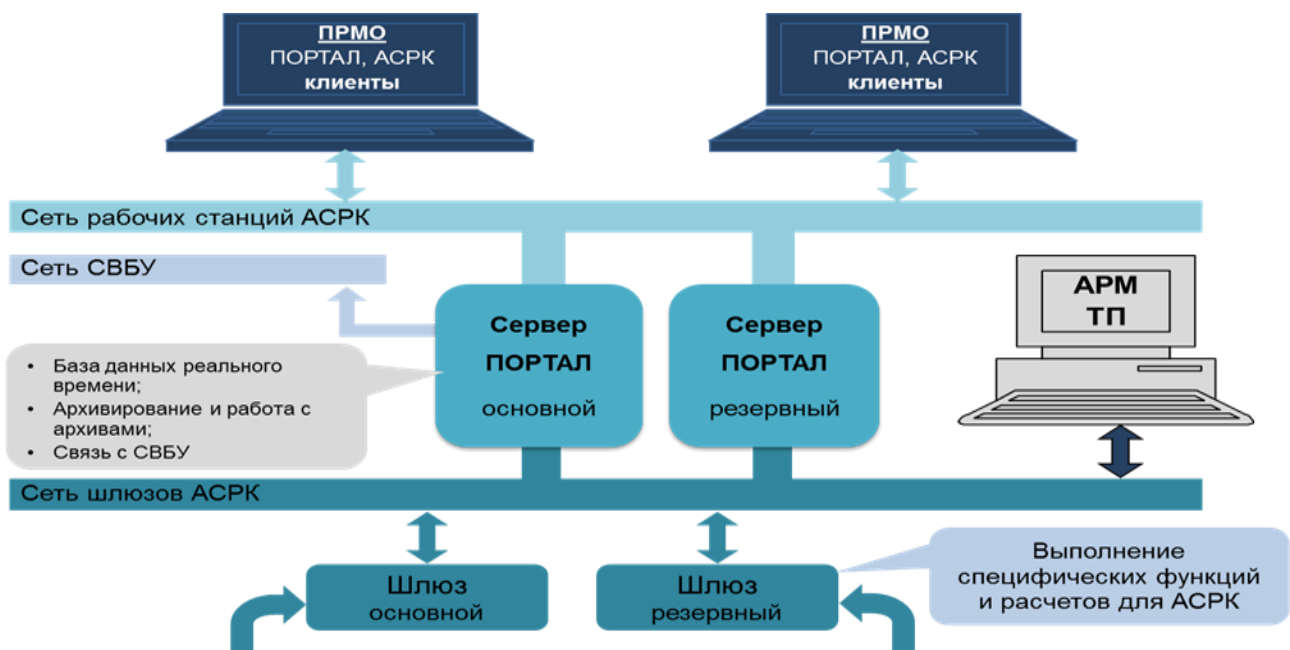 ПРМО
ПОРТАЛ, АСРК
клиенты
ПРМО
ПОРТАЛ, АСРК
клиенты
Сеть рабочих станций АСРК
Сеть СВБУ
Сервер
ПОРТАЛ
основной
Сервер
ПОРТАЛ
резервный
АРМ
ТП
• База данных реального
времени;
• Архивирование и работа с
архивами;
• Связь с СВБУ
Сеть шлюзов АСРК
Шлюз
основной
Шлюз
резервный
Выполнение
специфических функций
и расчетов для АСРК